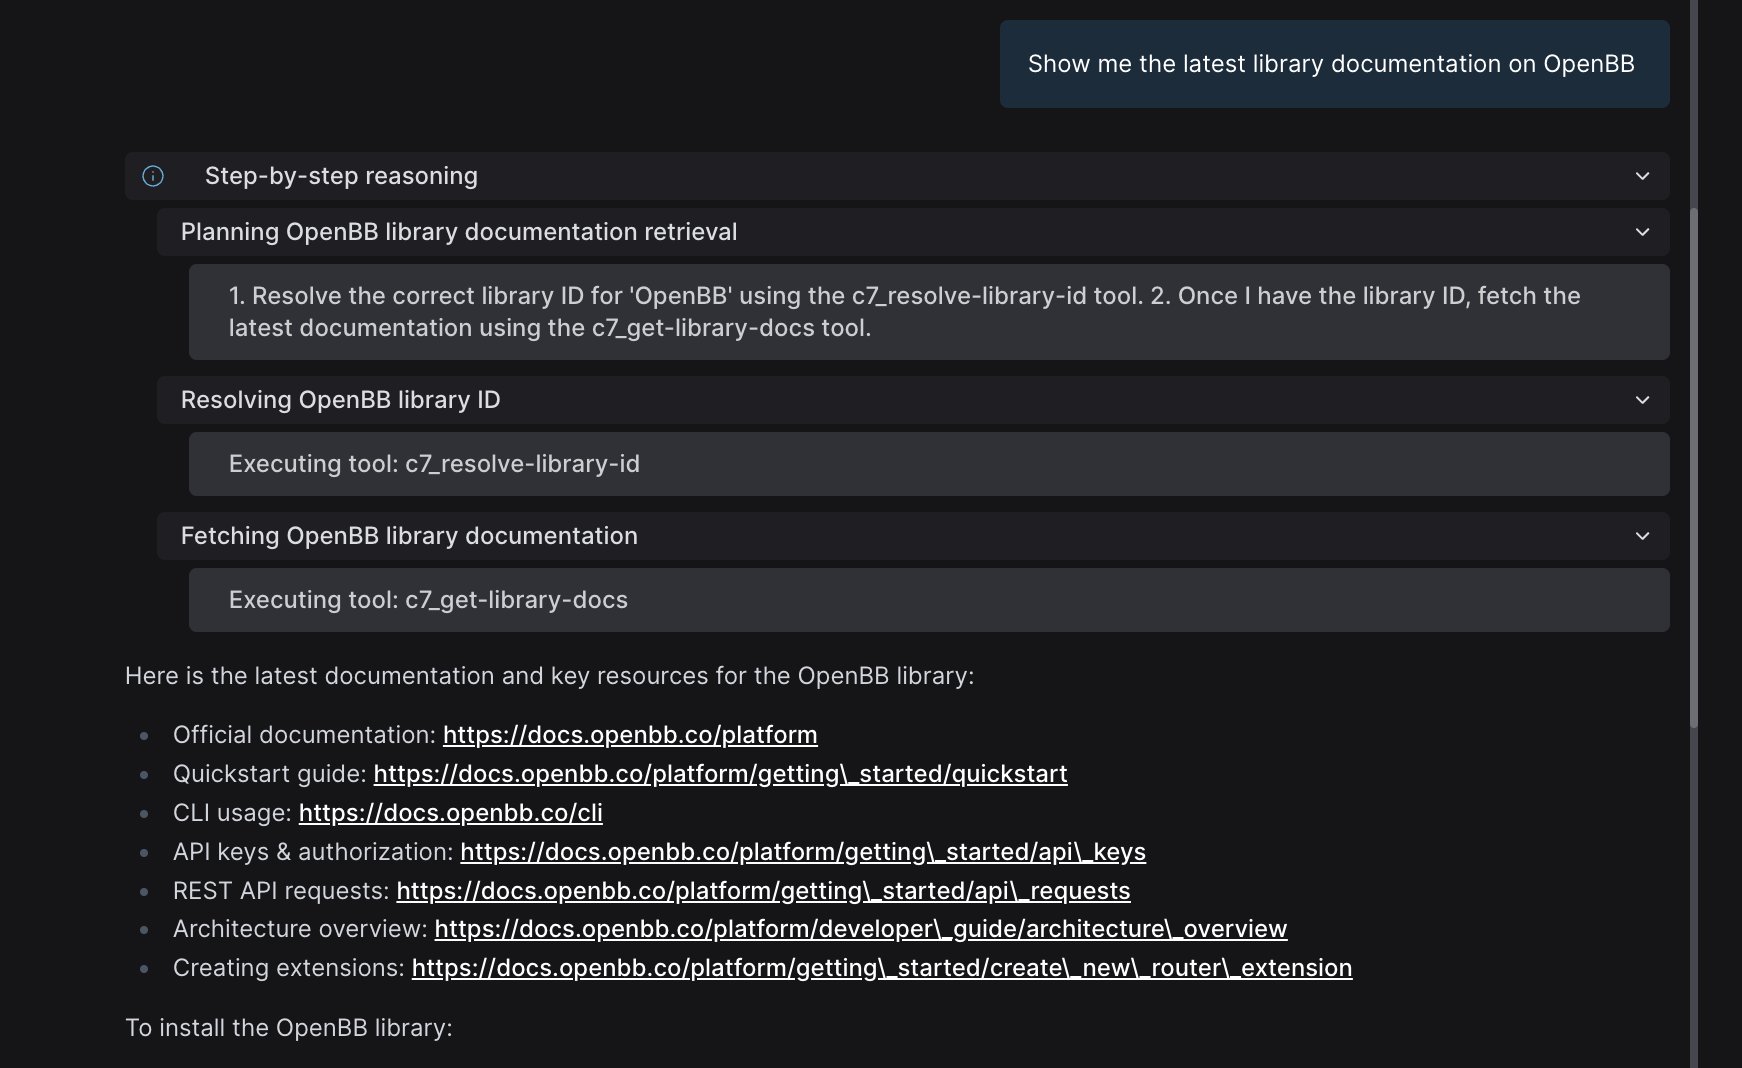 Show me the latest library documentation on OpenBB
Step-by-step reasoning
Planning OpenBB library documentation retrieval
1. Resolve the correct library ID for 'OpenBB' using the c7_resolve-library-id tool. 2. Once I have the library ID, fetch the
latest documentation using the c7_get-library-docs tool.
Resolving OpenBB library ID
Executing tool: c7_resolve-library-id
Fetching OpenBB library documentation
Executing tool: c7_get-library-docs
Here is the latest documentation and key resources for the OpenBB library:
• Official documentation: https://docs.openbb.co/platform
• Quickstart guide: https://docs.openbb.co/platform/getting\_started/quickstart
• CLI usage: https://docs.openbb.co/cli
• API keys & authorization: https://docs.openbb.co/platform/getting\_started/api\_keys
• REST API requests: https://docs.openbb.co/platform/getting\_started/api\_requests
• Architecture overview: https://docs.openbb.co/platform/developer\_guide/architecture\_overview
• Creating extensions: https://docs.openbb.co/platform/getting\_started/create\_new\_router\_extension
To install the OpenBB library: